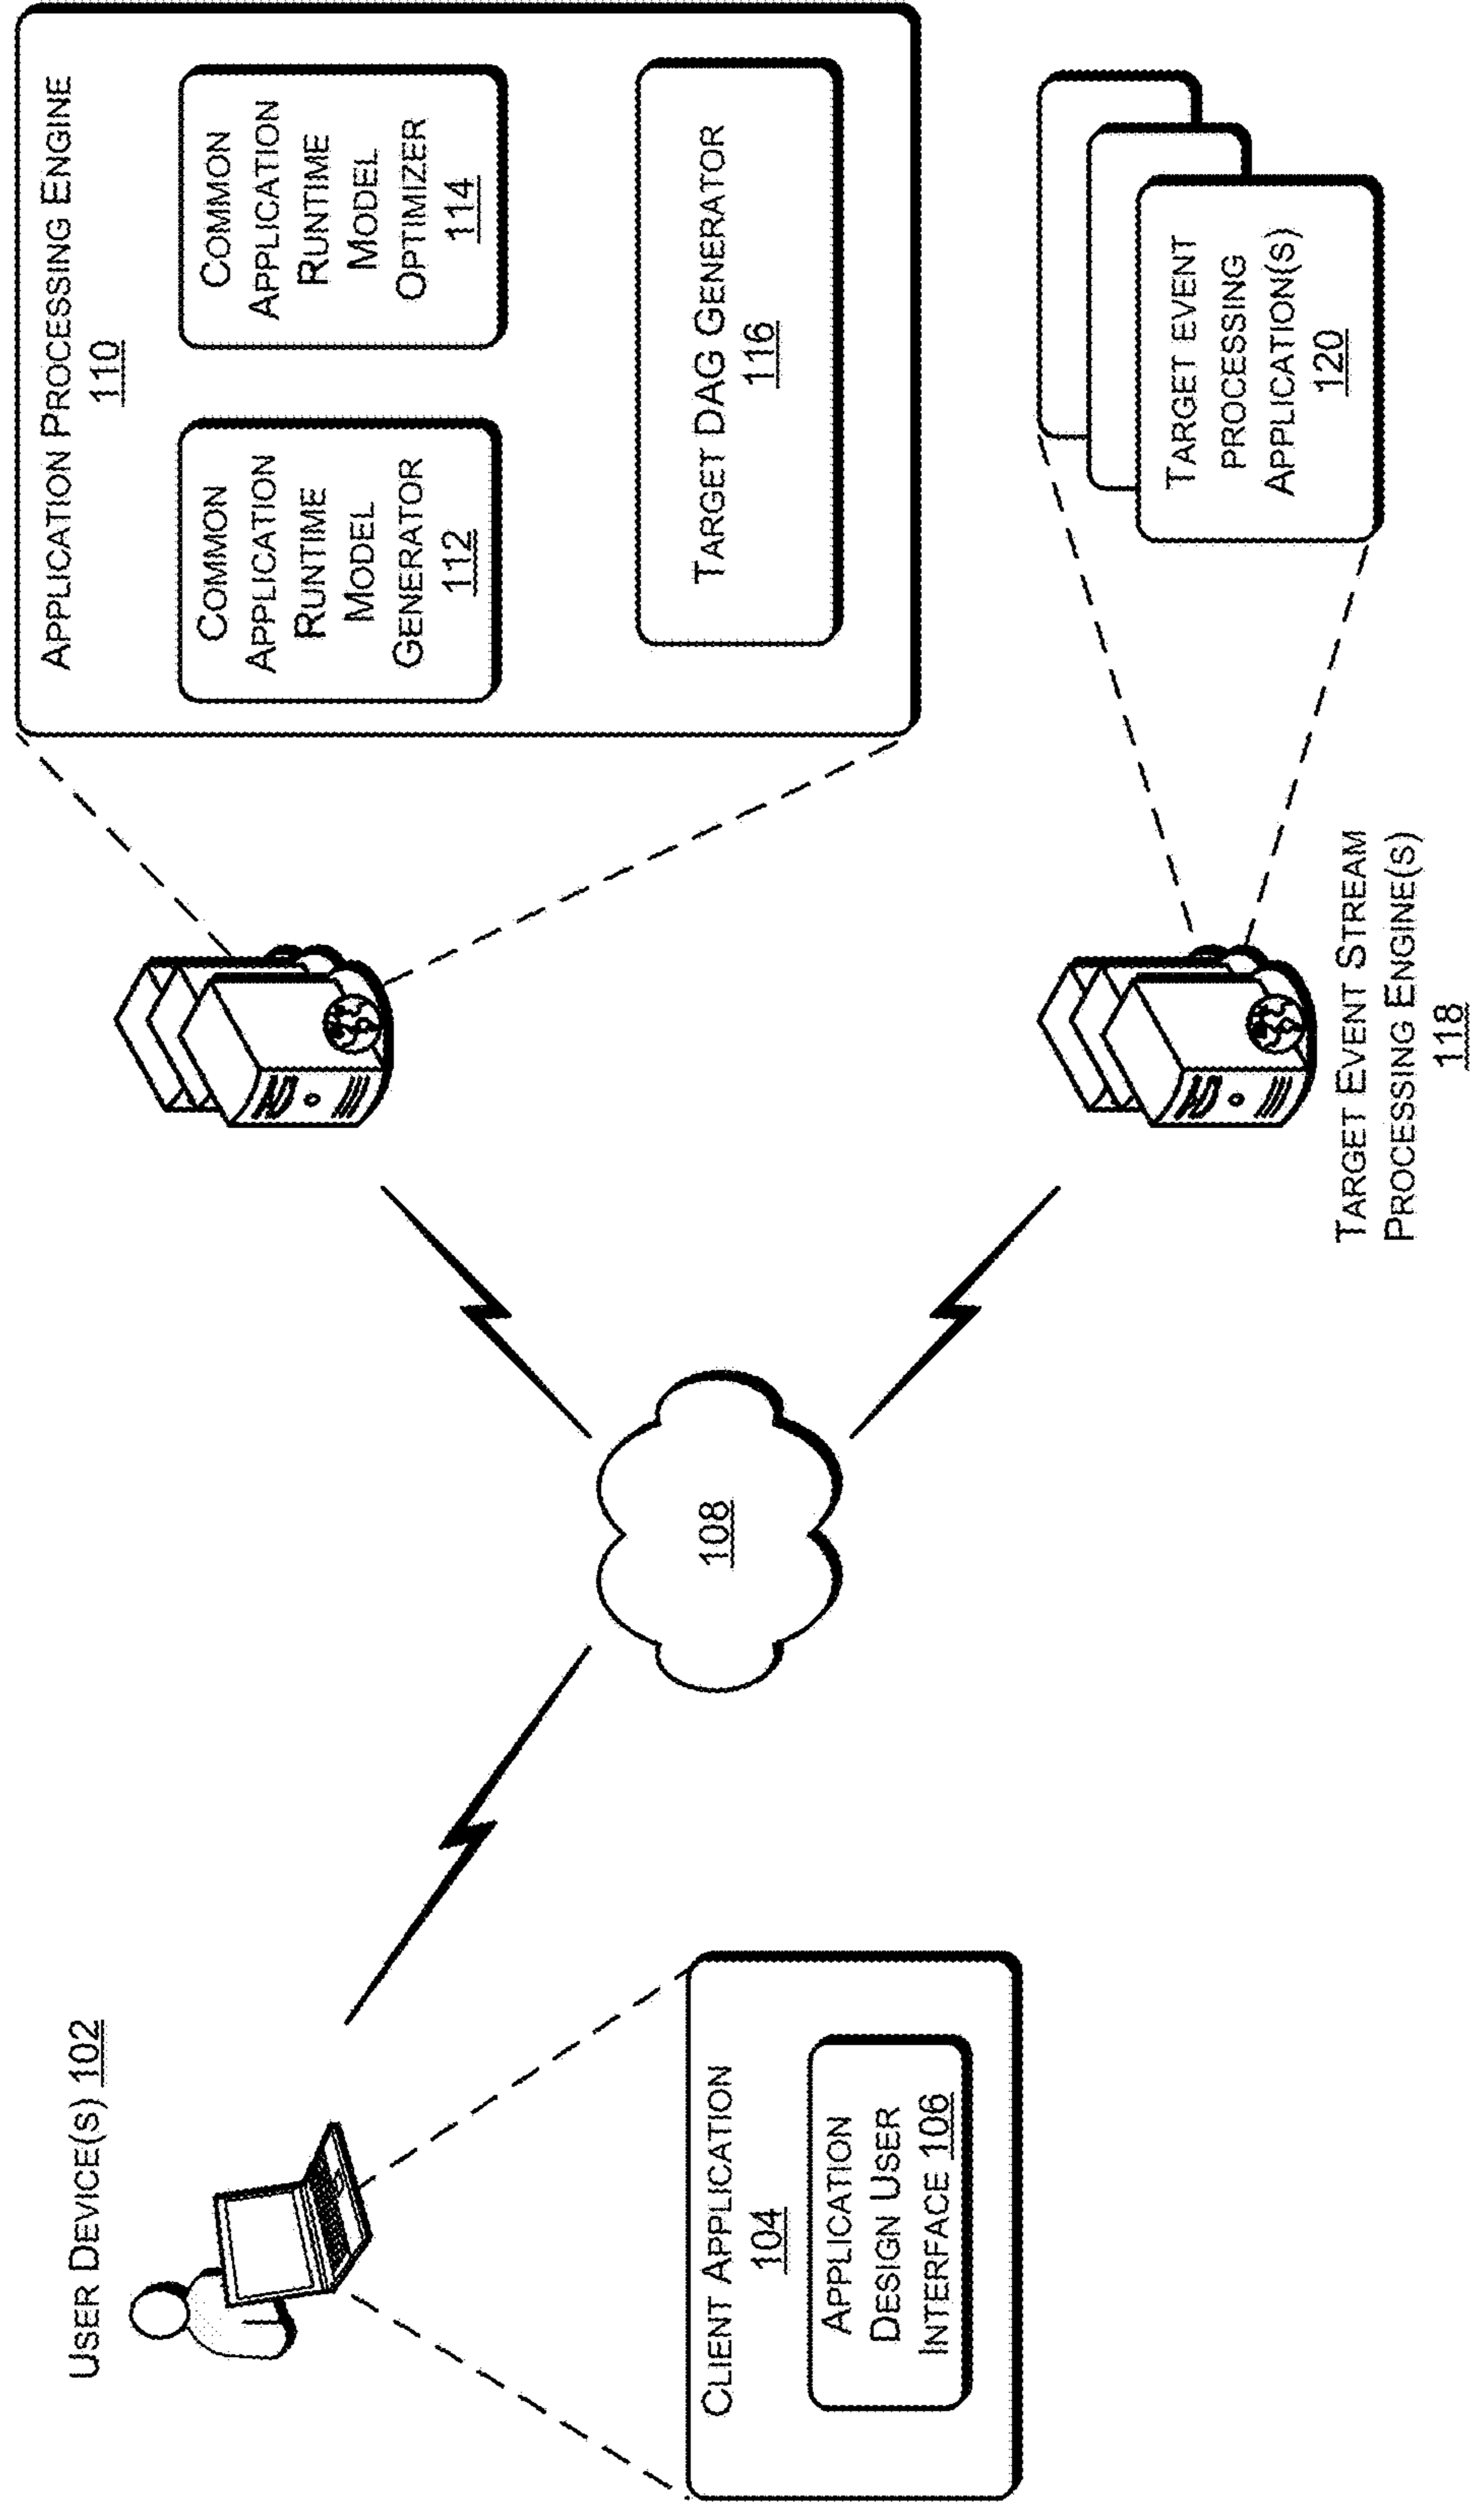 USER DEVICE(S) 102
CLIENT APPLICATION
104
APPLICATION
DESIGN USER
INTERFACE 106
108
APPLICATION PROCESSING ENGINE
110
COMMON
APPLICATION
RUNTIME
MODEL
GENERATOR
112
COMMON
APPLICATION
RUNTIME
MODEL
OPTIMIZER
114
TARGET DAG GENERATOR
116
TARGET EVENT STREAM
PROCESSING ENGINE(S)
118
TARGET EVENT
PROCESSING
APPLICATION(S)
120